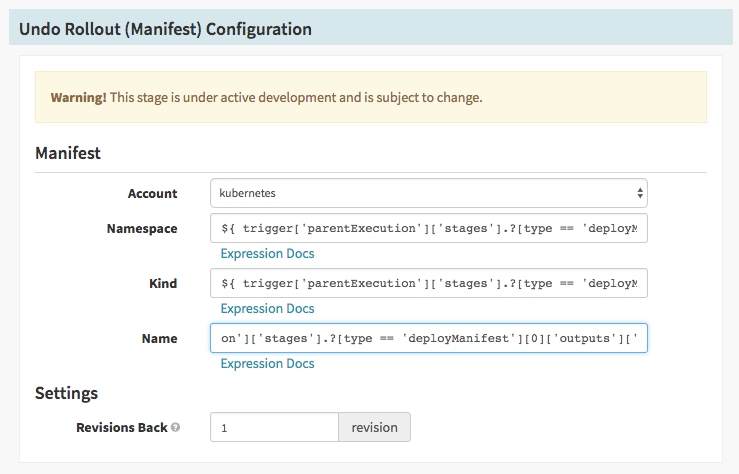 Undo Rollout (Manifest) Configuration
Warning! This stage is under active development and is subject to change.
Manifest
Account kubernetes
Namespace ${ trigger['parentExecution']['stages'].?[type == 'deployM
Expression Docs
Kind ${ trigger['parentExecution']['stages'].?[type == 'deployM
Expression Docs
Name on']['stages'].?[type == 'deployManifest'][0]['outputs']['
Expression Docs
Settings
Revisions Back ? 1 revision